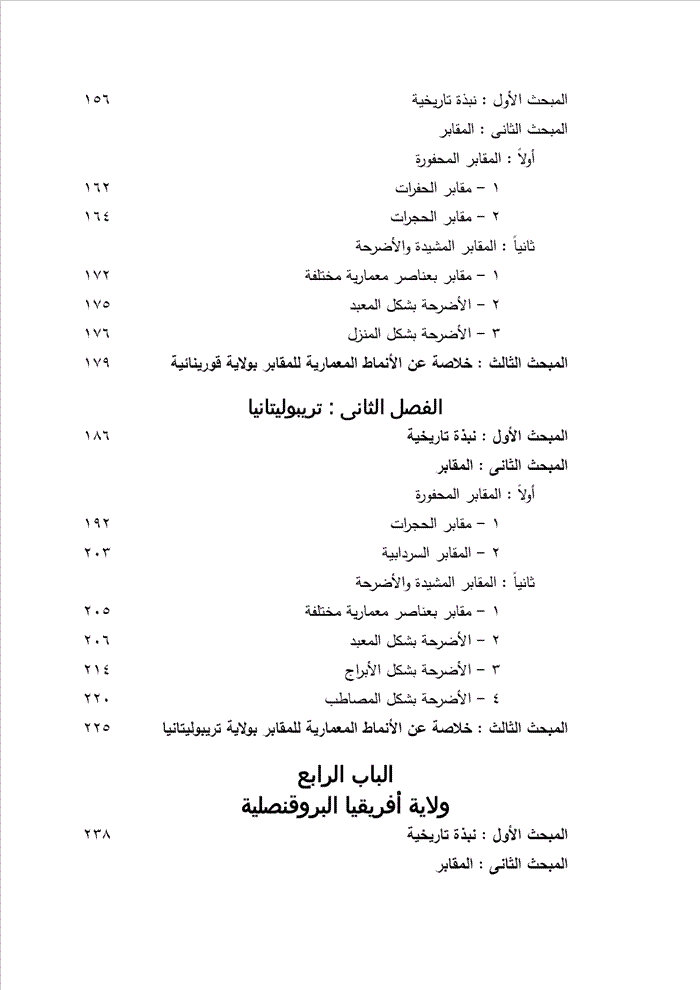 المبحث الأول : نبذة تاريخية ١٥٦
المبحث الثانى : المقابر
أولاً : المقابر المحفورة
١ – مقابر الحفرات ١٦٢
٢ – مقابر الحجرات ١٦٤
ثانياً : المقابر المشيدة والأضرحة
١ – مقابر بعناصر معمارية مختلفة ١٧٢
٢ – الأضرحة بشكل المعبد ١٧٥
٣ – الأضرحة بشكل المنزل ١٧٦
المبحث الثالث : خلاصة عن الأنماط المعمارية للمقابر بولاية قورينائية ١٧٩
الفصل الثانى : تريبوليتانيا
المبحث الأول : نبذة تاريخية ١٨٦
المبحث الثانى : المقابر
أولاً : المقابر المحفورة
١ – مقابر الحجرات ١٩٢
٢ – المقابر السردابية ٢٠٣
ثانياً : المقابر المشيدة والأضرحة
١ – مقابر بعناصر معمارية مختلفة ٢٠٥
٢ – الأضرحة بشكل المعبد ٢٠٦
٣ – الأضرحة بشكل الأبراج ٢١٤
٤ – الأضرحة بشكل المصاطب ٢٢٠
المبحث الثالث : خلاصة عن الأنماط المعمارية للمقابر بولاية تريبوليتانيا ٢٢٥
الباب الرابع
ولاية أفريقيا البروقنصلية
المبحث الأول : نبذة تاريخية ٢٣٨
المبحث الثانى : المقابر